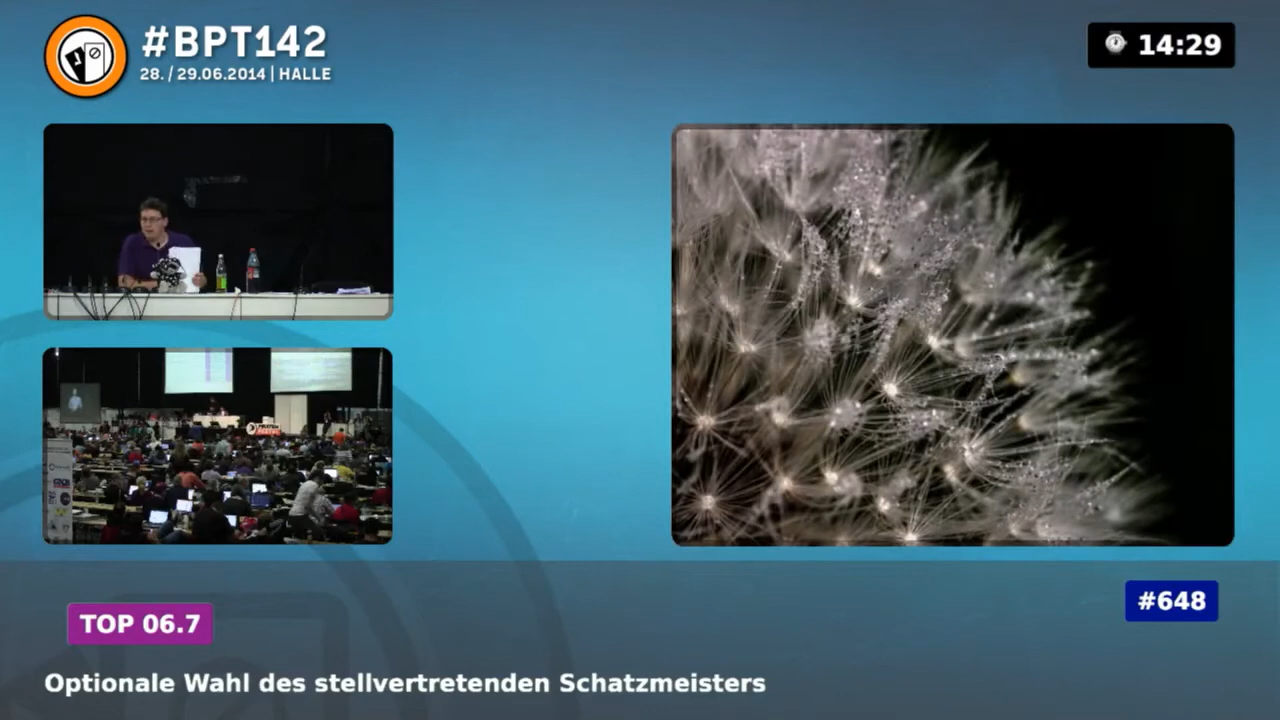 #BPT142
28. / 29.06.2014 | HALLE
14:29
TOP 06.7
#648
Optionale Wahl des stellvertretenden Schatzmeisters